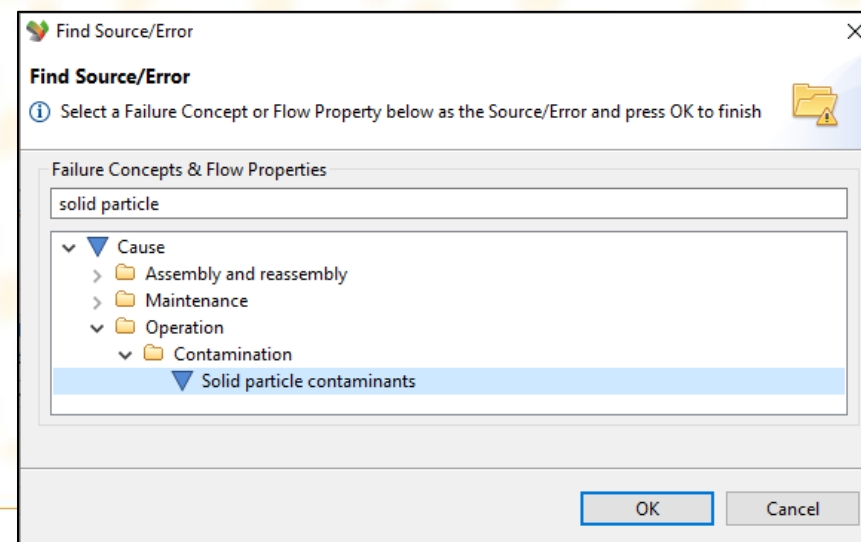 Find Source/Error
Find Source/Error
Select a Failure Concept or Flow Property below as the Source/Error and press OK to finish
Failure Concepts & Flow Properties
solid particle
Cause
Assembly and reassembly
Maintenance
Operation
Contamination
Solid particle contaminants
OK Cancel